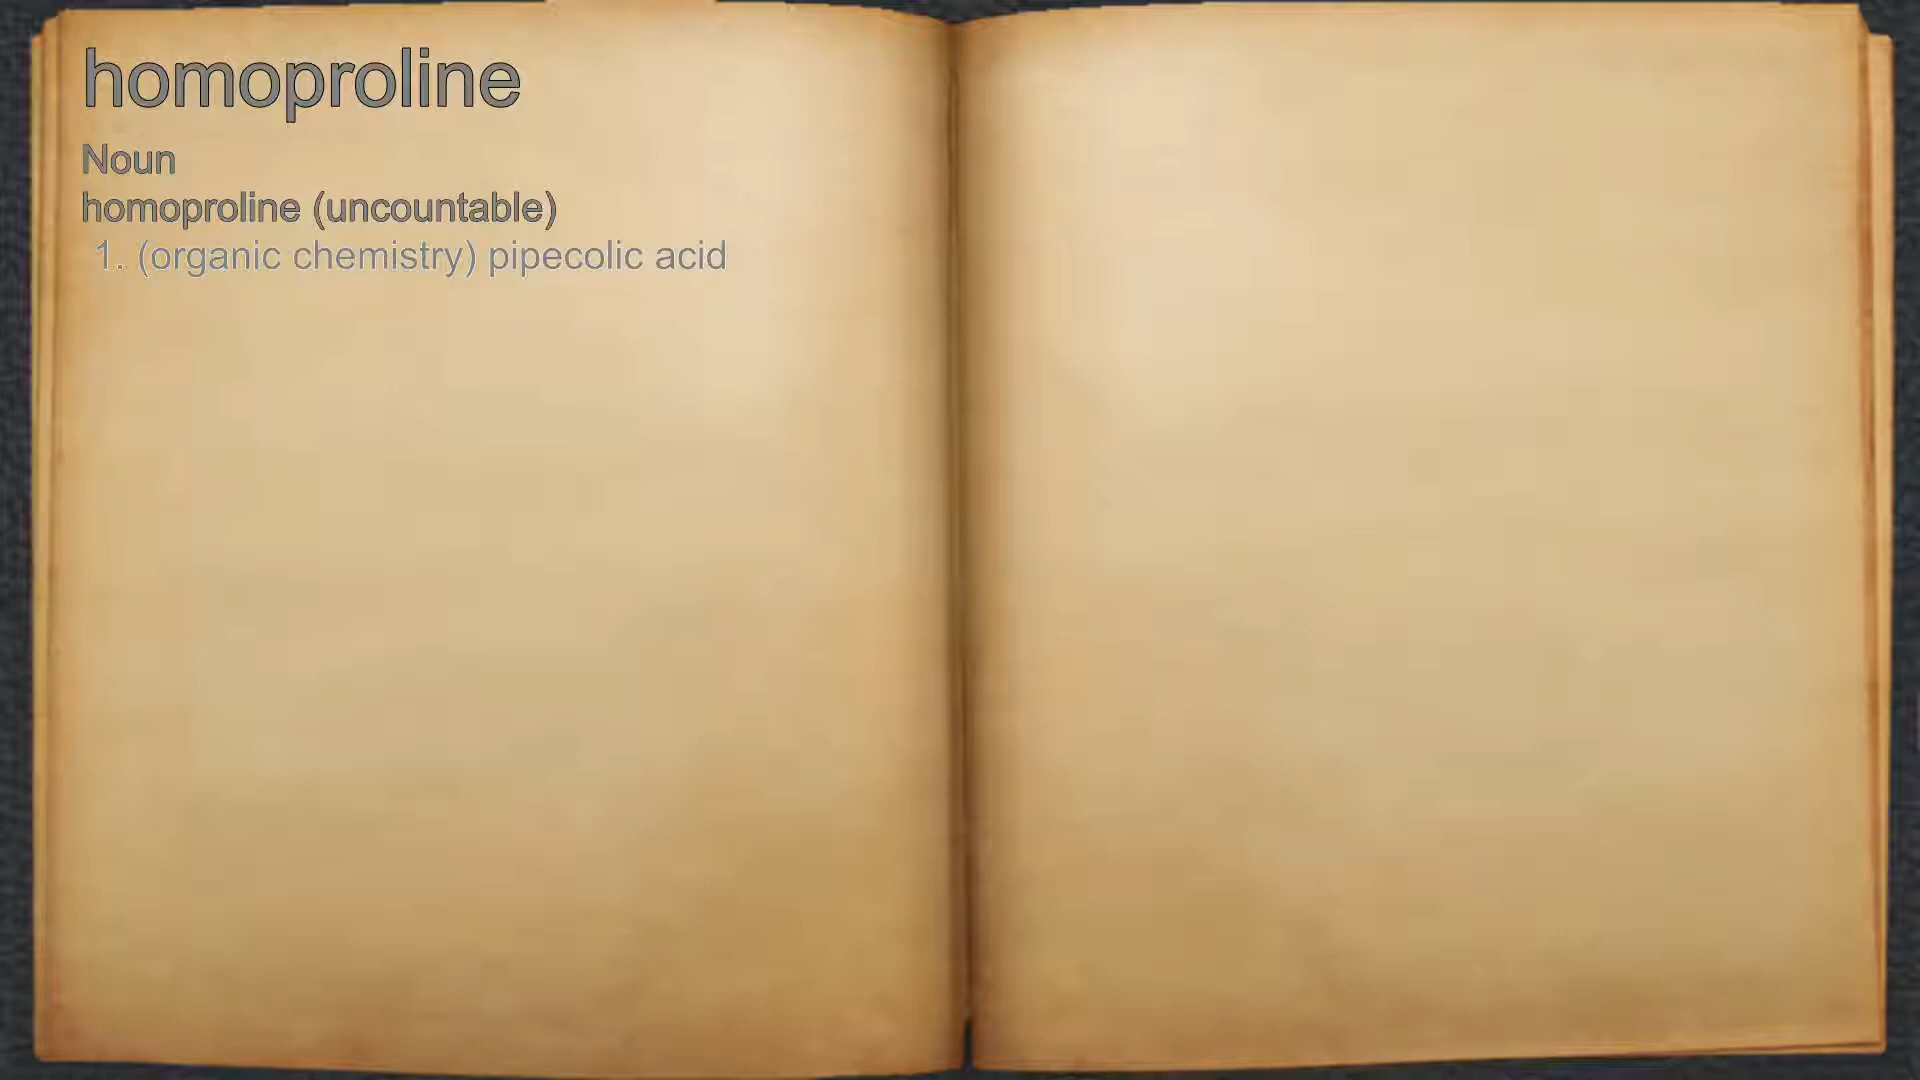 homoproline
Noun
homoproline (uncountable)
1. (organic chemistry) pipecolic acid